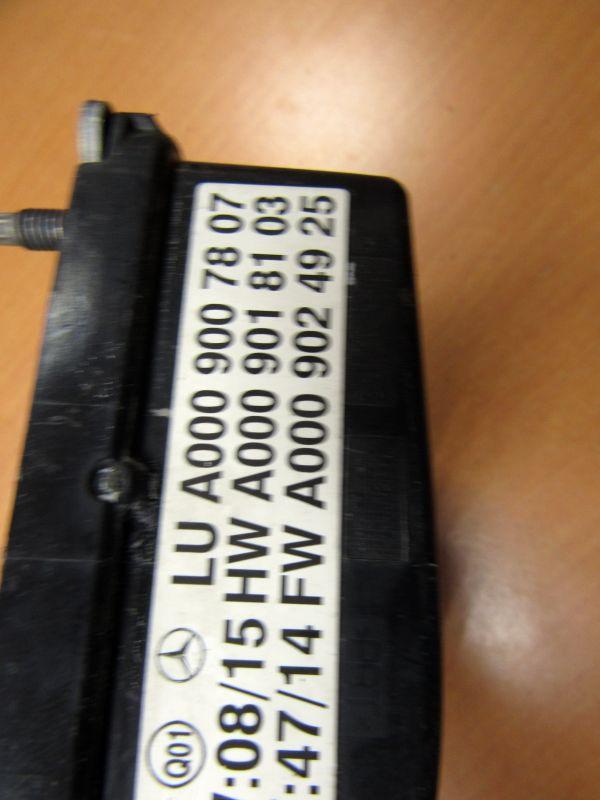 Q01 LU A000 900 78 07
:08/15 HW A000 901 81 03
:47/14 FW A000 902 49 25